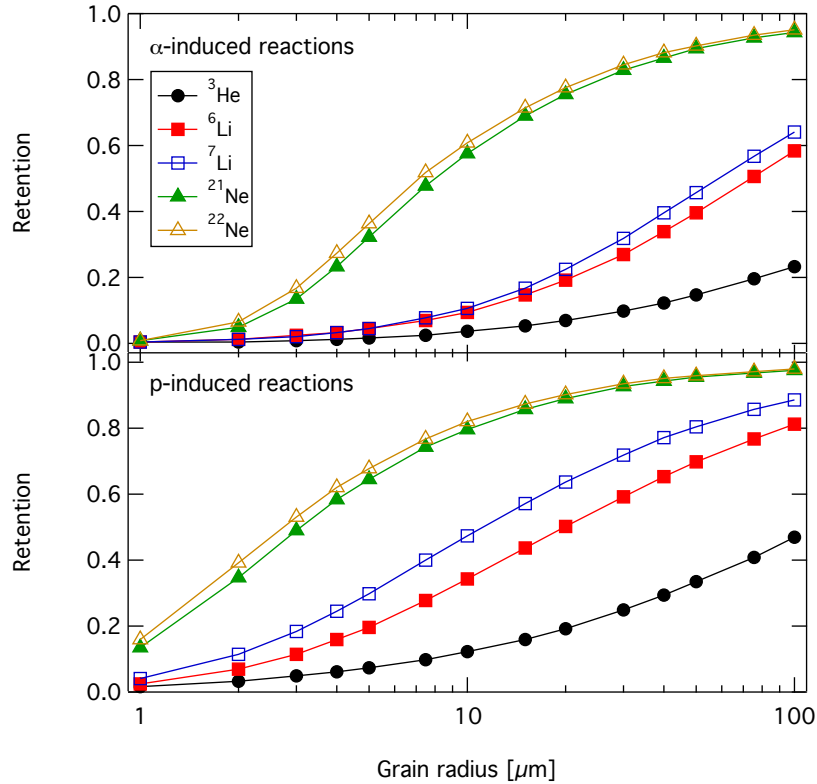 1.0
α-induced reactions
³He
⁶Li
⁷Li
²¹Ne
²²Ne
0.8
0.6
0.4
0.2
0.0
Retention
1.0
p-induced reactions
0.8
0.6
0.4
0.2
0.0
Retention
1
10
100
Grain radius [µm]